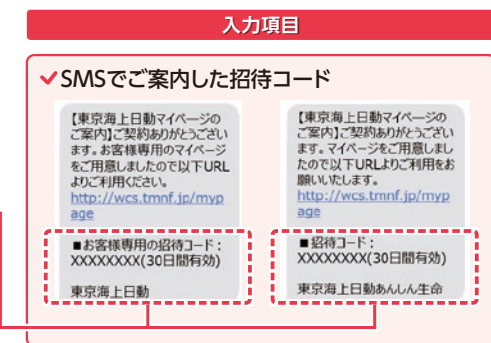 入力項目
SMSでご案内した招待コード
【東京海上日動マイページの
ご案内】ご契約ありがとうござい
ます。お客様専用のマイページ
をご用意しましたので以下URL
よりご利用ください。
http://wcs.tmnf.jp/myp
age
■お客様専用の招待コード：
XXXXXXXX(30日間有効)
東京海上日動
【東京海上日動マイページの
ご案内】ご契約ありがとうござい
ます。マイページをご用意しまし
たので以下URLよりご利用をお
願いいたします。
http://wcs.tmnf.jp/myp
age
■招待コード：
XXXXXXXX(30日間有効)
東京海上日動あんしん生命